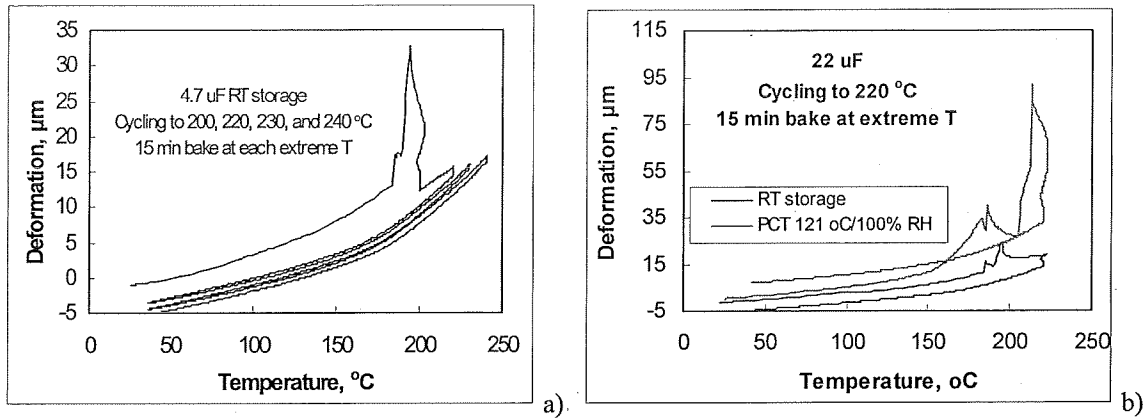 35
30
25
20
15
10
5
0
-5
Deformation, µm
4.7 uF RT storage
Cycling to 200, 220, 230, and 240 °C
15 min bake at each extreme T
0 50 100 150 200 250
Temperature, °C
a).
115
95
75
55
35
15
-5
Deformation, µm
22 uF
Cycling to 220 °C
15 min bake at extreme T
RT storage
PCT 121 oC/100% RH
0 50 100 150 200 250
Temperature, oC
b)